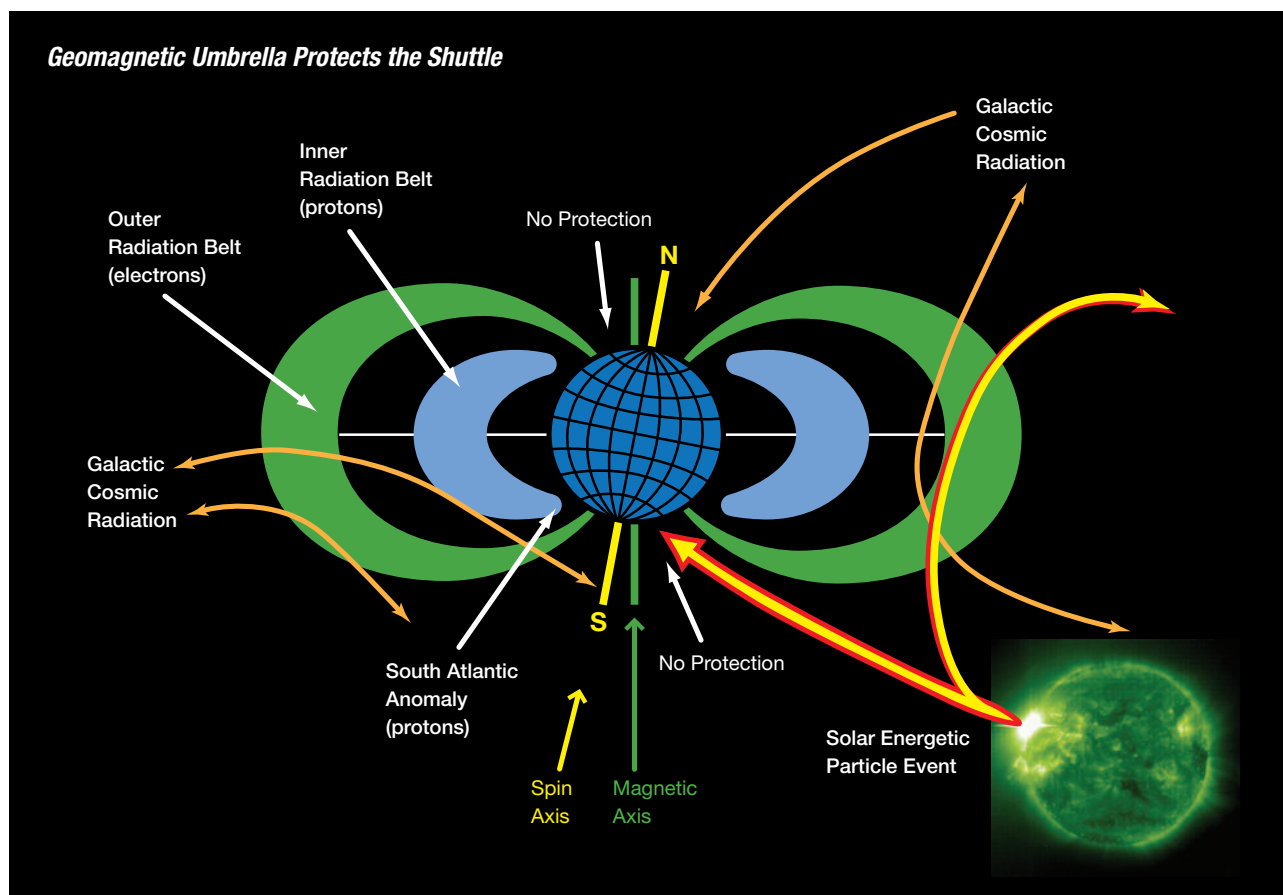 Geomagnetic Umbrella Protects the Shuttle
Galactic
Cosmic
Radiation
Inner
Radiation Belt
(protons)
Outer
Radiation Belt
(electrons)
No Protection
N
Galactic
Cosmic
Radiation
S
South Atlantic
Anomaly
(protons)
No Protection
Solar Energetic
Particle Event
Spin
Axis
Magnetic
Axis